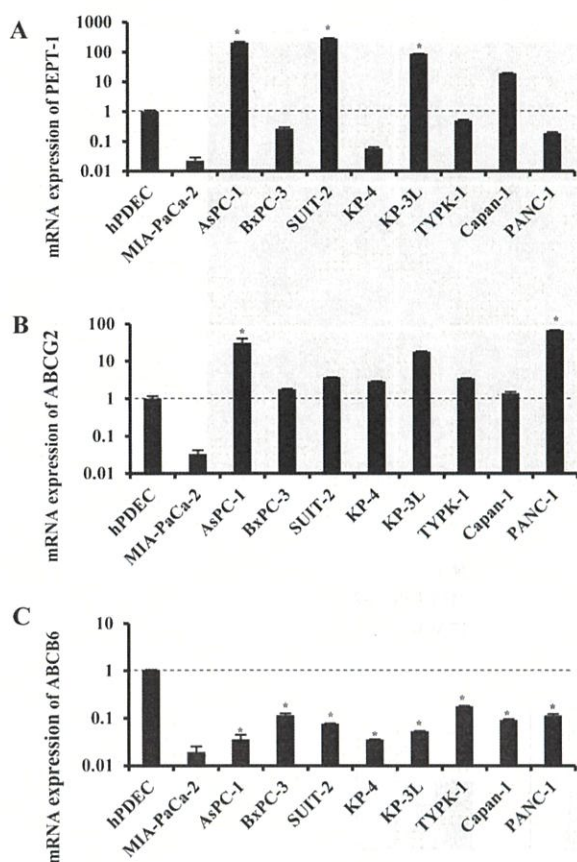 A
mRNA expression of PEPT-1
1000
100
10
1
0.1
0.01
*
*
*
hPDEC
MIA-PaCa-2
AsPC-1
BxPC-3
SUIT-2
KP-4
KP-3L
TYPK-1
Capan-1
PANC-1
B
mRNA expression of ABCG2
100
10
1
0.1
0.01
*
*
hPDEC
MIA-PaCa-2
AsPC-1
BxPC-3
SUIT-2
KP-4
KP-3L
TYPK-1
Capan-1
PANC-1
C
mRNA expression of ABCB6
10
1
0.1
0.01
*
*
*
*
*
*
*
*
hPDEC
MIA-PaCa-2
AsPC-1
BxPC-3
SUIT-2
KP-4
KP-3L
TYPK-1
Capan-1
PANC-1